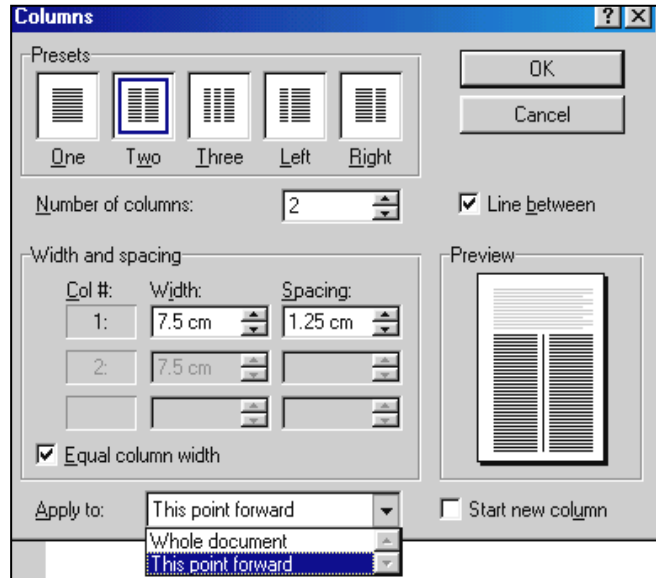 Columns
Presets
One Two Three Left Right
OK
Cancel
Number of columns: 2
Line between
Width and spacing
Col #: Width: Spacing:
1: 7.5 cm 1.25 cm
2: 7.5 cm
Equal column width
Preview
Apply to: This point forward
Start new column
Whole document
This point forward